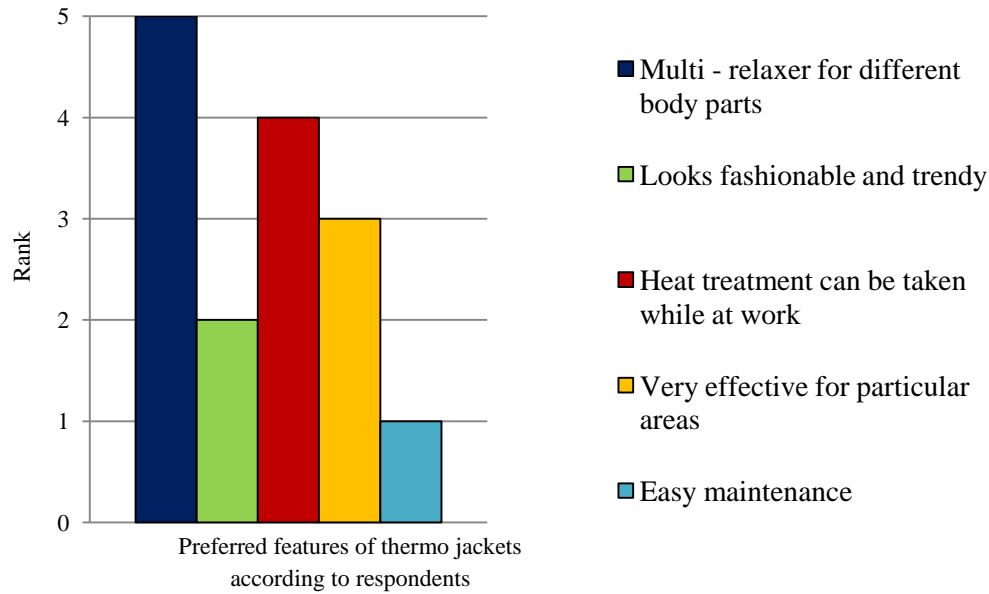 5
4
3
2
1
0
Rank
Preferred features of thermo jackets
according to respondents
Multi - relaxer for different
body parts
Looks fashionable and trendy
Heat treatment can be taken
while at work
Very effective for particular
areas
Easy maintenance